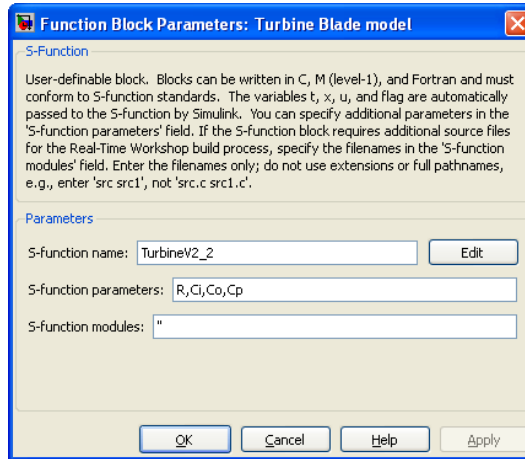 Function Block Parameters: Turbine Blade model
S-Function
User-definable block.  Blocks can be written in C, M (level-1), and Fortran and must
conform to S-function standards.  The variables t, x, u, and flag are automatically
passed to the S-function by Simulink.  You can specify additional parameters in the
'S-function parameters' field. If the S-function block requires additional source files
for the Real-Time Workshop build process, specify the filenames in the 'S-function
modules' field. Enter the filenames only; do not use extensions or full pathnames,
e.g., enter 'src src1', not 'src.c src1.c'.
Parameters
S-function name: TurbineV2_2 Edit
S-function parameters: R,Ci,Co,Cp
S-function modules: ''
OK Cancel Help Apply